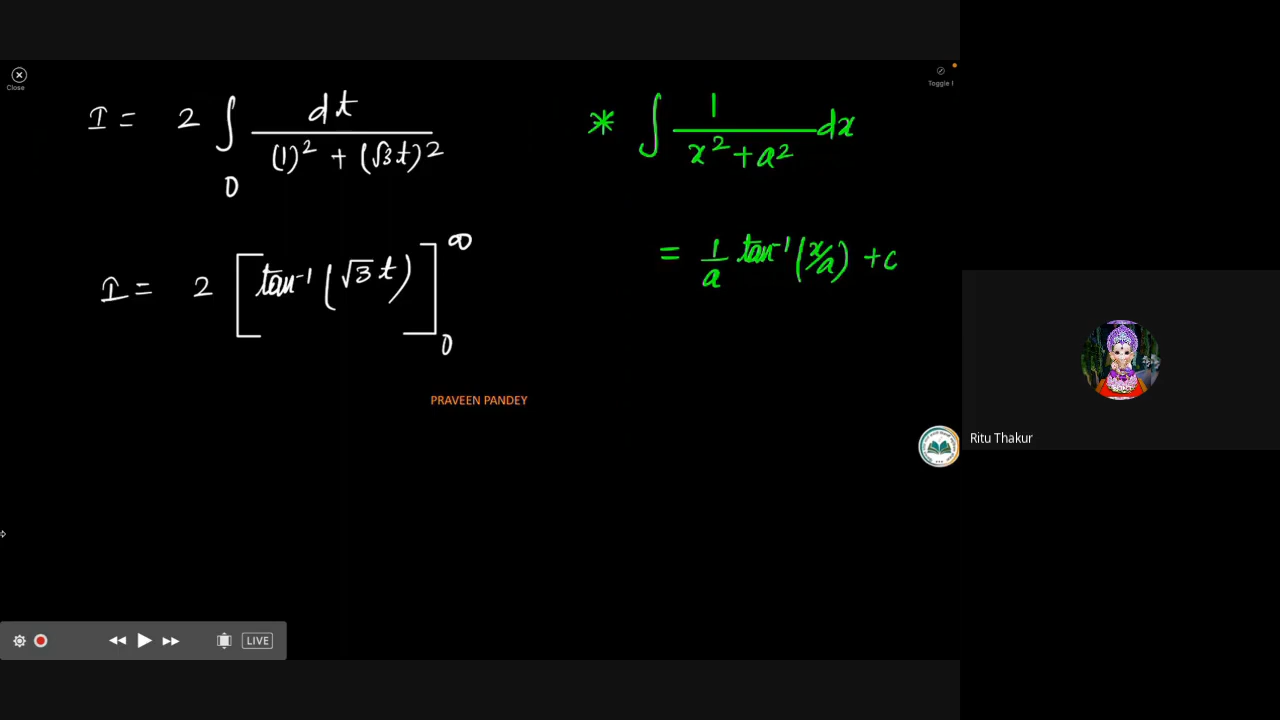 Close
Toggle
I = 2 ∫₀ dt / ((1)² + (√3t)²)
I = 2 [tan⁻¹(√3 t)]₀^∞
* ∫ 1 / (x² + a²) dx
= 1/a tan⁻¹(x/a) + c
PRAVEEN PANDEY
Ritu Thakur
LIVE